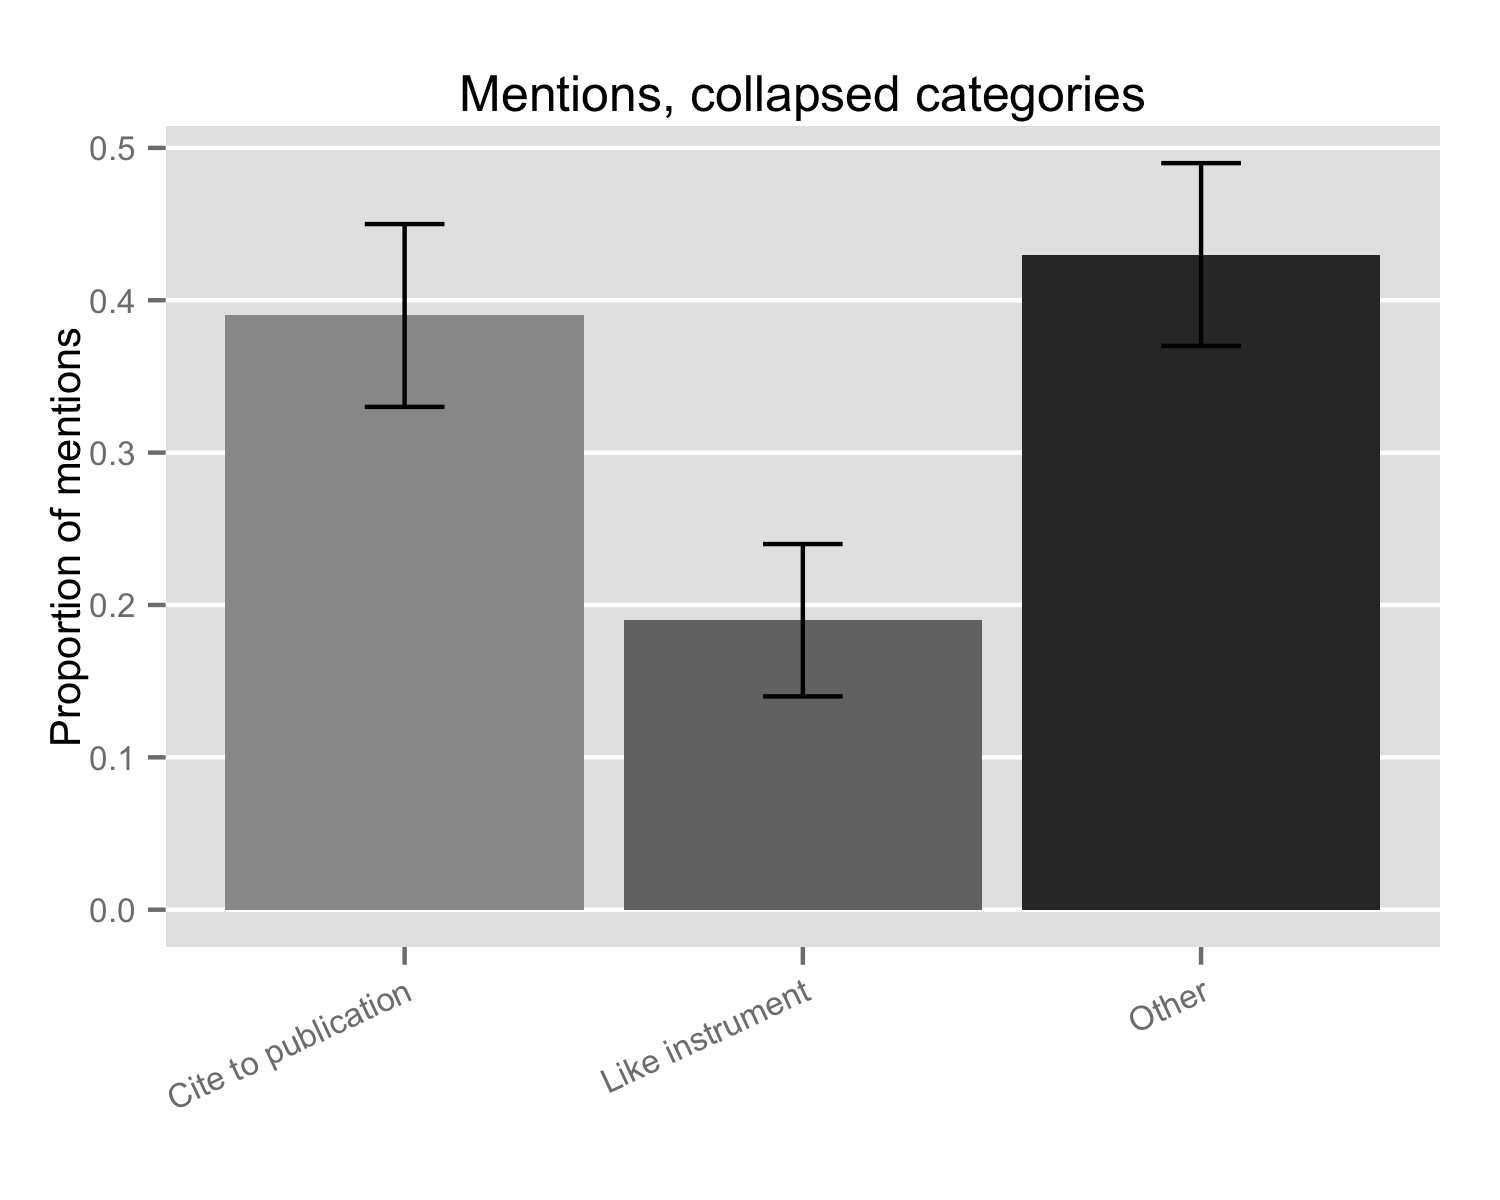 Mentions, collapsed categories
Proportion of mentions
0.5
0.4
0.3
0.2
0.1
0.0
Cite to publication
Like instrument
Other